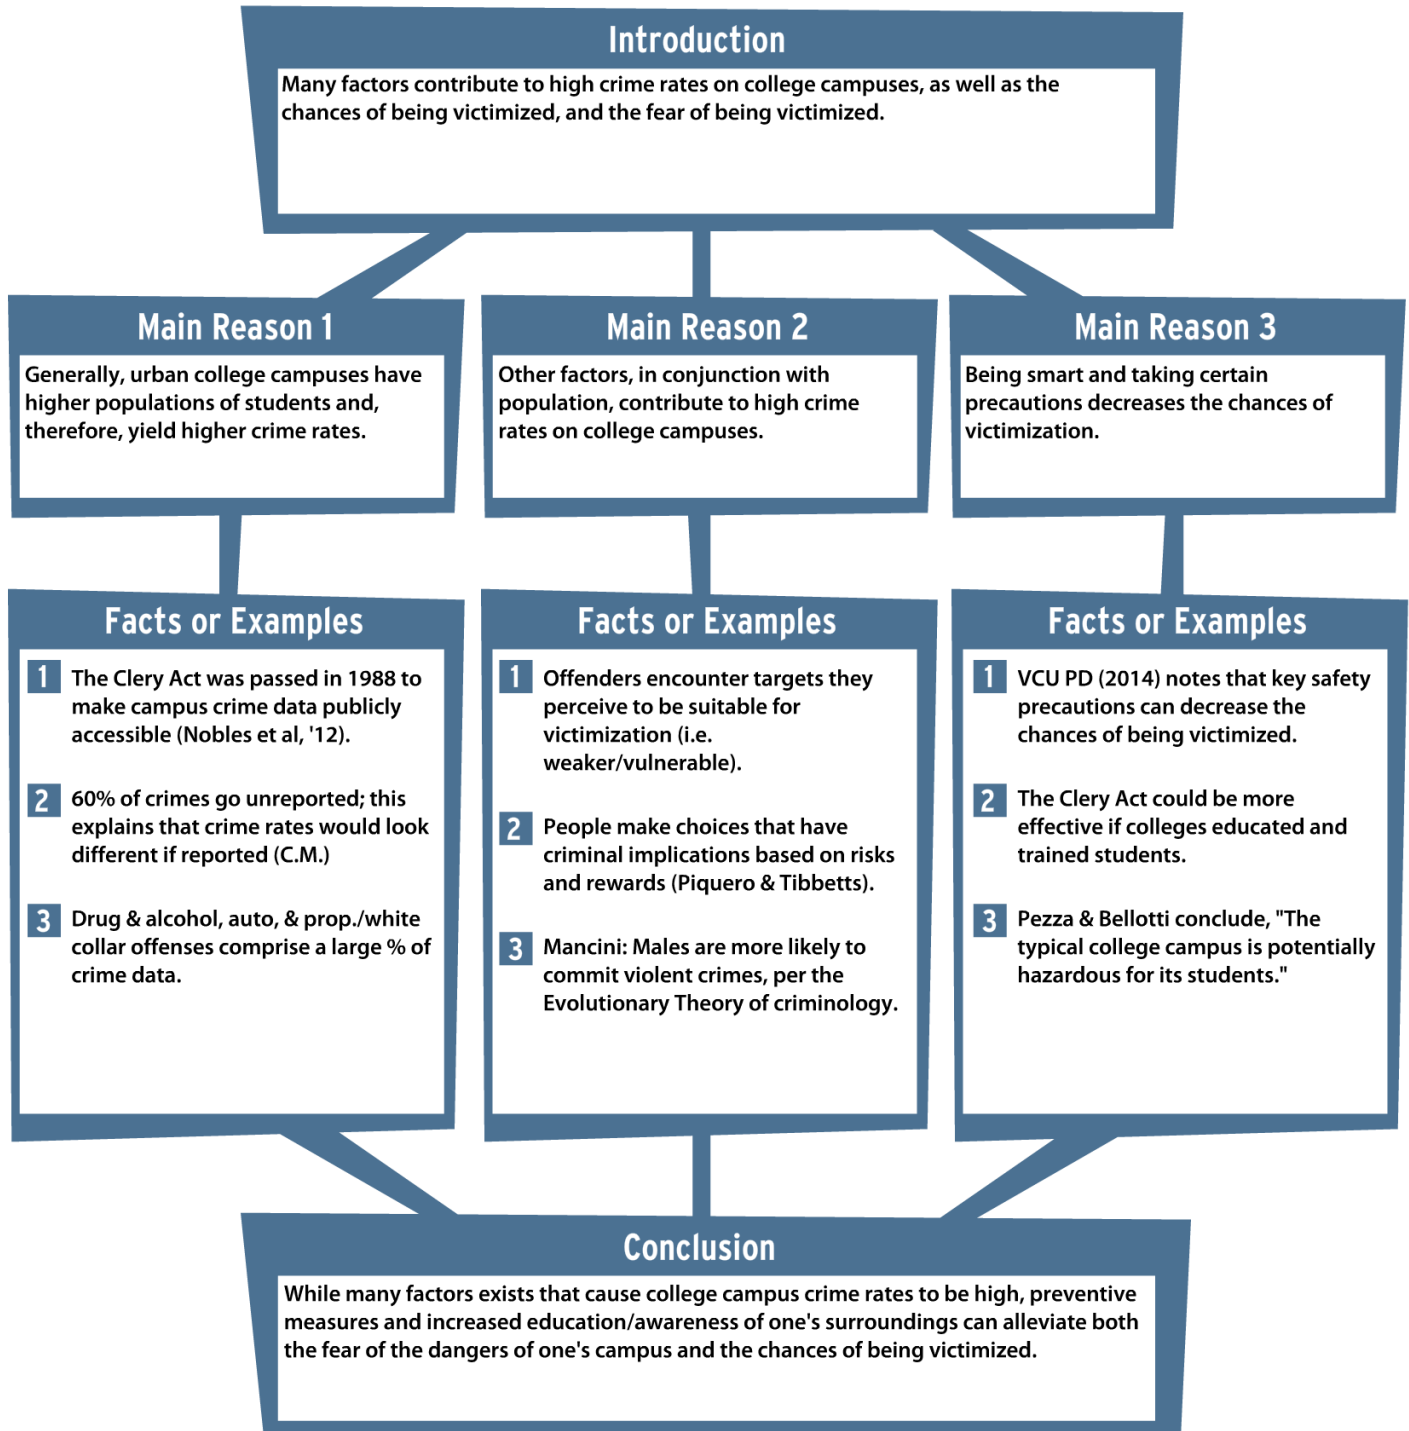 Introduction
Many factors contribute to high crime rates on college campuses, as well as the
chances of being victimized, and the fear of being victimized.
Main Reason 1
Generally, urban college campuses have
higher populations of students and,
therefore, yield higher crime rates.
Main Reason 2
Other factors, in conjunction with
population, contribute to high crime
rates on college campuses.
Main Reason 3
Being smart and taking certain
precautions decreases the chances of
victimization.
Facts or Examples
1 The Clery Act was passed in 1988 to
make campus crime data publicly
accessible (Nobles et al, '12).
2 60% of crimes go unreported; this
explains that crime rates would look
different if reported (C.M.)
3 Drug & alcohol, auto, & prop./white
collar offenses comprise a large % of
crime data.
Facts or Examples
1 Offenders encounter targets they
perceive to be suitable for
victimization (i.e.
weaker/vulnerable).
2 People make choices that have
criminal implications based on risks
and rewards (Piquero & Tibbetts).
3 Mancini: Males are more likely to
commit violent crimes, per the
Evolutionary Theory of criminology.
Facts or Examples
1 VCU PD (2014) notes that key safety
precautions can decrease the
chances of being victimized.
2 The Clery Act could be more
effective if colleges educated and
trained students.
3 Pezza & Bellotti conclude, "The
typical college campus is potentially
hazardous for its students."
Conclusion
While many factors exists that cause college campus crime rates to be high, preventive
measures and increased education/awareness of one's surroundings can alleviate both
the fear of the dangers of one's campus and the chances of being victimized.